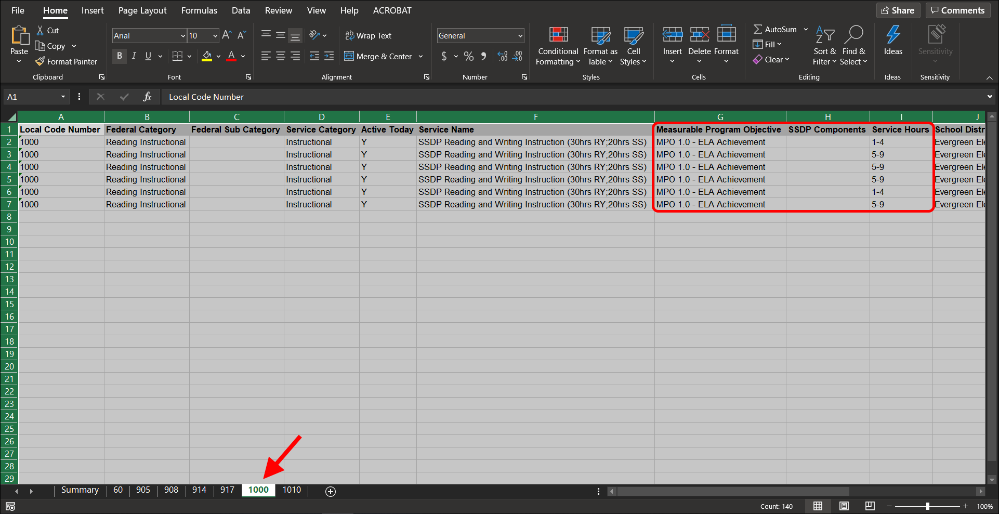 File Home Insert Page Layout Formulas Data Review View Help ACROBAT Share Comments
Paste Cut Copy Format Painter
Arial 10 A A
B I U A
ab Wrap Text
Merge & Center
General
$ % , .00 .00
Conditional Formatting Format as Table Cell Styles
Insert Delete Format
AutoSum
Fill
Clear
Sort & Filter Find & Select
Ideas
Sensitivity
Clipboard Font Alignment Number Styles Cells Editing Ideas Sensitivity
A1 fx Local Code Number
A B C D E F G H I J
1 Local Code Number Federal Category Federal Sub Category Service Category Active Today Service Name Measurable Program Objective SSDP Components Service Hours School Distr
2 1000 Reading Instructional Instructional Y SSDP Reading and Writing Instruction (30hrs RY;20hrs SS) MPO 1.0 - ELA Achievement 1-4 Evergreen Ele
3 1000 Reading Instructional Instructional Y SSDP Reading and Writing Instruction (30hrs RY;20hrs SS) MPO 1.0 - ELA Achievement 5-9 Evergreen Ele
4 1000 Reading Instructional Instructional Y SSDP Reading and Writing Instruction (30hrs RY;20hrs SS) MPO 1.0 - ELA Achievement 5-9 Evergreen Ele
5 1000 Reading Instructional Instructional Y SSDP Reading and Writing Instruction (30hrs RY;20hrs SS) MPO 1.0 - ELA Achievement 5-9 Evergreen Ele
6 1000 Reading Instructional Instructional Y SSDP Reading and Writing Instruction (30hrs RY;20hrs SS) MPO 1.0 - ELA Achievement 1-4 Evergreen Ele
7 1000 Reading Instructional Instructional Y SSDP Reading and Writing Instruction (30hrs RY;20hrs SS) MPO 1.0 - ELA Achievement 5-9 Evergreen Ele
8
9
10
11
12
13
14
15
16
17
18
19
20
21
22
23
24
25
26
27
28
29
Summary 60 905 908 914 917 1000 1010
Count: 140 100%